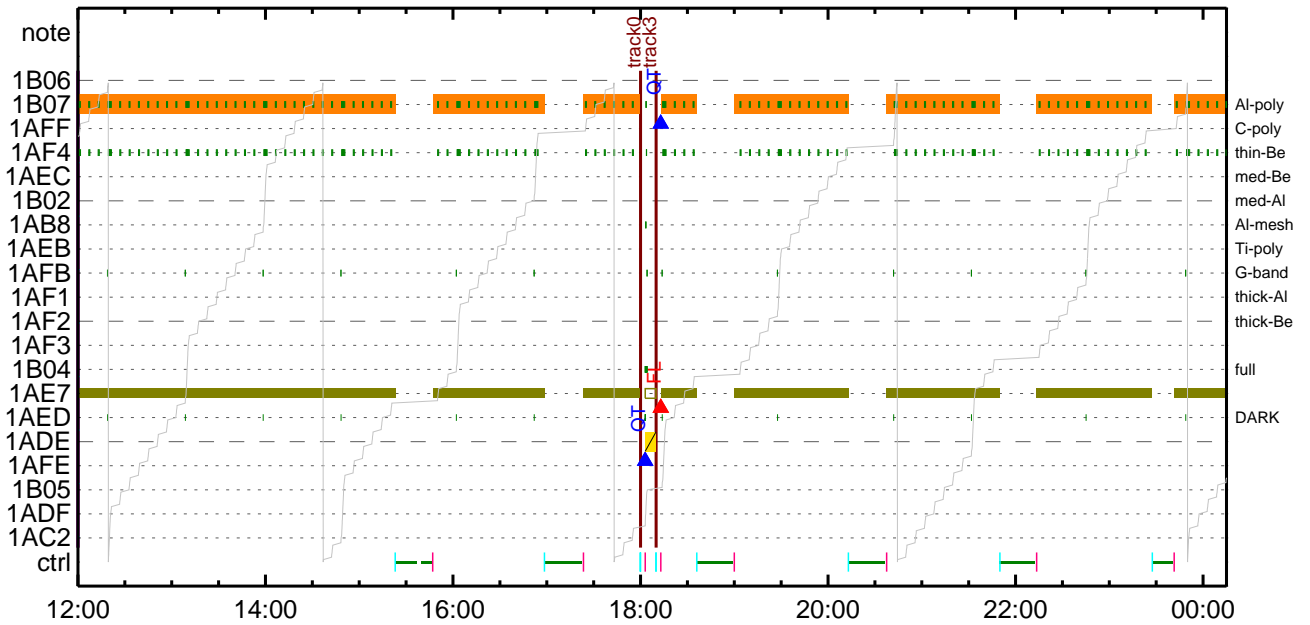 note
track0
track3
QT
1B06
1B07 Al-poly
1AFF C-poly
1AF4 thin-Be
1AEC med-Be
1B02 med-Al
1AB8 Al-mesh
1AEB Ti-poly
1AFB G-band
1AF1 thick-Al
1AF2 thick-Be
1AF3
1B04 full
FL
1AE7
1AED DARK
QT
1ADE
1AFE
1B05
1ADF
1AC2
ctrl
12:00 14:00 16:00 18:00 20:00 22:00 00:00